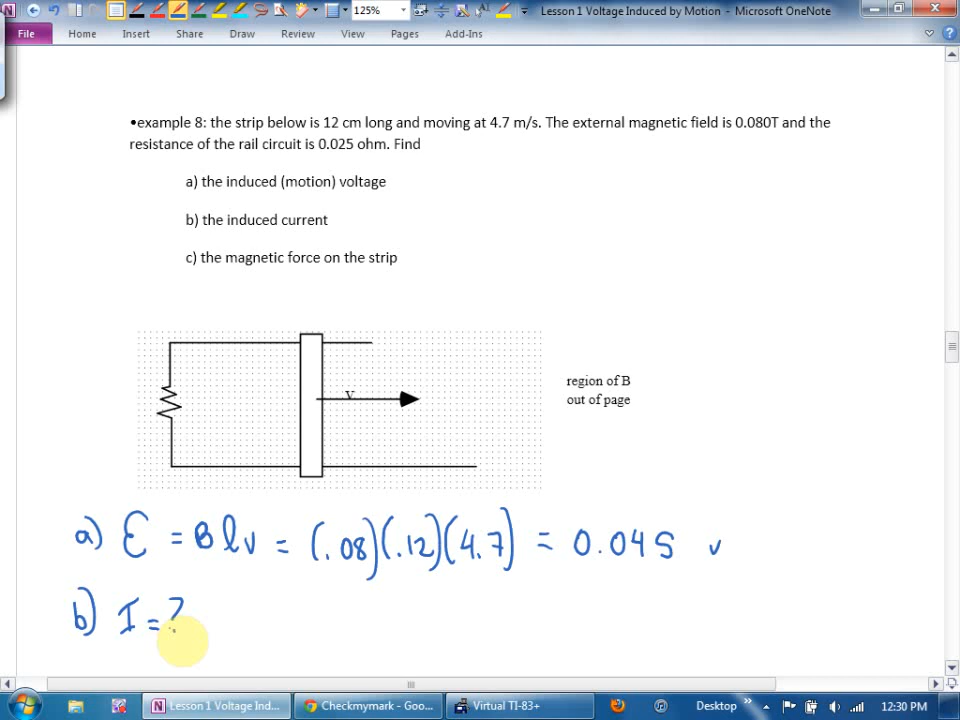 125% Lesson 1 Voltage Induced by Motion - Microsoft OneNote
File Home Insert Share Draw Review View Pages Add-Ins
•example 8: the strip below is 12 cm long and moving at 4.7 m/s. The external magnetic field is 0.080T and the
resistance of the rail circuit is 0.025 ohm. Find
a) the induced (motion) voltage
b) the induced current
c) the magnetic force on the strip
v
region of B
out of page
a) ε = Blv = (.08)(.12)(4.7) = 0.045 v
b) I = ?
Lesson 1 Voltage Ind... Checkmymark - Goo... Virtual TI-83+ Desktop 12:30 PM